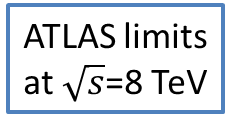 ATLAS limits
at √s=8 TeV